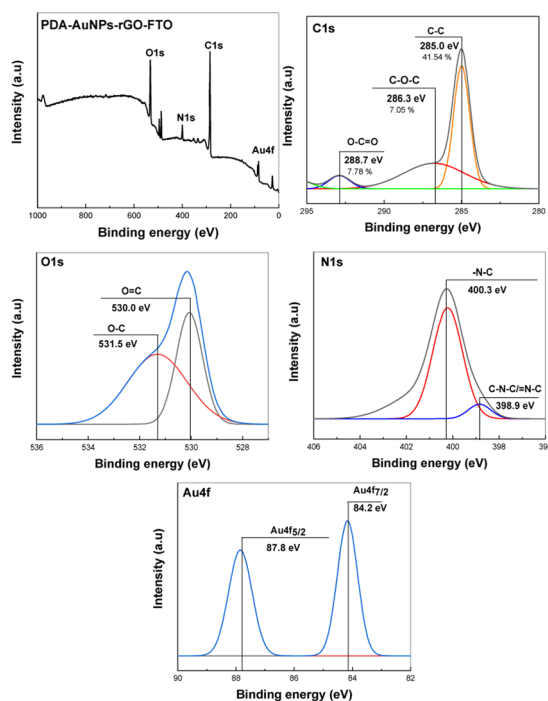 PDA-AuNPs-rGO-FTO
O1s
C1s
N1s
Au4f
Intensity (a.u)
1000 800 600 400 200 0
Binding energy (eV)
C1s
C-C
285.0 eV
41.54 %
C-O-C
286.3 eV
7.05 %
O-C=O
288.7 eV
7.78 %
Intensity (a.u)
295 290 285 280
Binding energy (eV)
O1s
O=C
530.0 eV
O-C
531.5 eV
Intensity (a.u)
536 534 532 530 528
Binding energy (eV)
N1s
-N-C
400.3 eV
C-N-C/=N-C
398.9 eV
Intensity (a.u)
406 404 402 400 398 39
Binding energy (eV)
Au4f
Au4f7/2
84.2 eV
Au4f5/2
87.8 eV
Intensity (a.u)
90 88 86 84 82
Binding energy (eV)